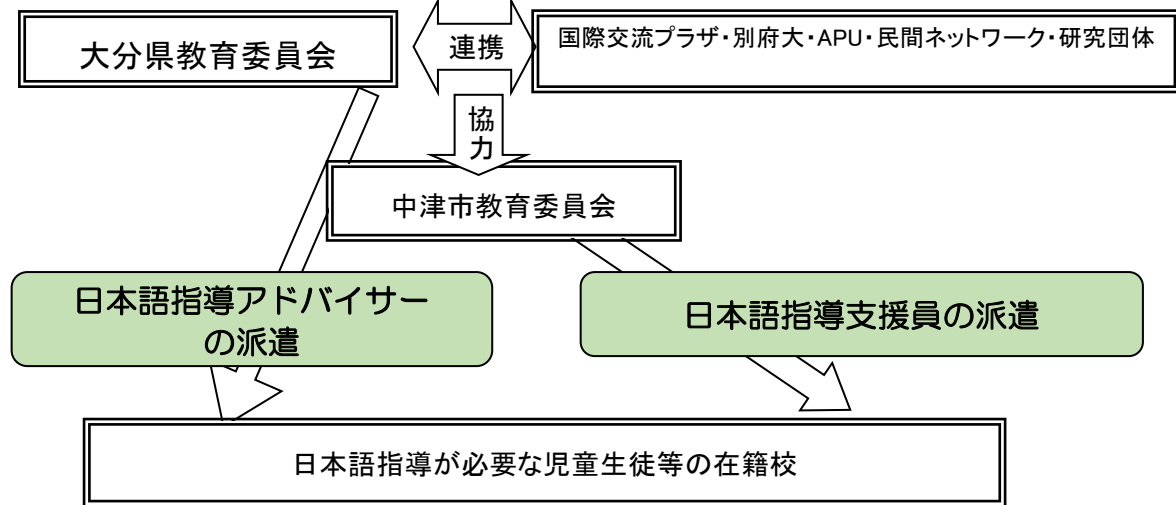 大分県教育委員会
連携
国際交流プラザ・別府大・APU・民間ネットワーク・研究団体
協
力
中津市教育委員会
日本語指導アドバイザー
の派遣
日本語指導支援員の派遣
日本語指導が必要な児童生徒等の在籍校